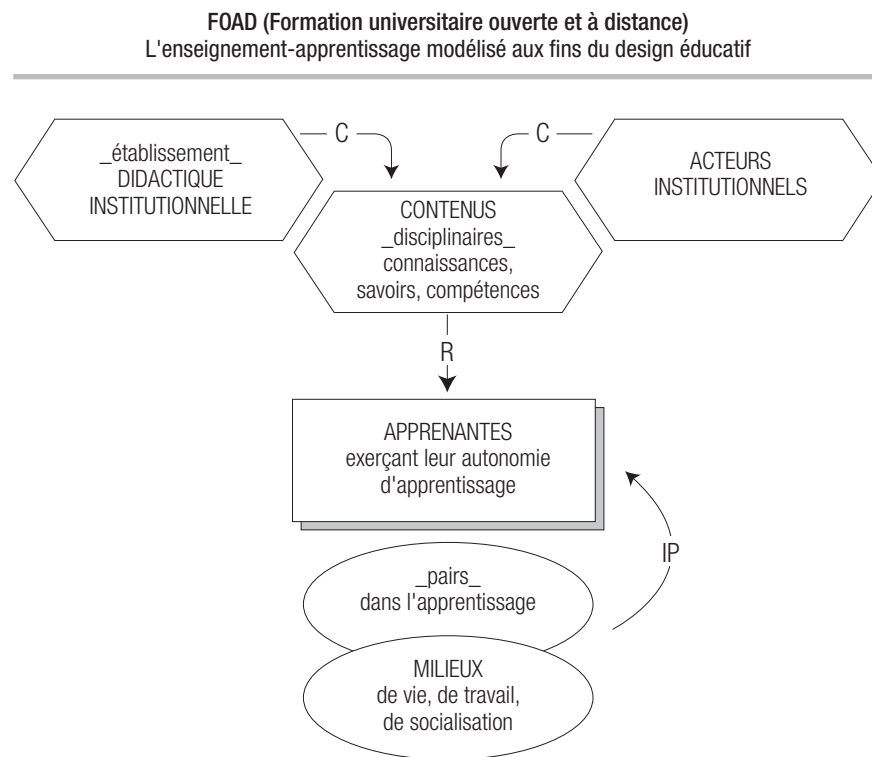 FOAD (Formation universitaire ouverte et à distance)
L'enseignement-apprentissage modélisé aux fins du design éducatif
_établissement_
DIDACTIQUE
INSTITUTIONNELLE
C
C
ACTEURS
INSTITUTIONNELS
CONTENUS
_disciplinaires_
connaissances,
savoirs, compétences
R
APPRENANTES
exerçant leur autonomie
d'apprentissage
IP
_pairs_
dans l'apprentissage
MILIEUX
de vie, de travail,
de socialisation